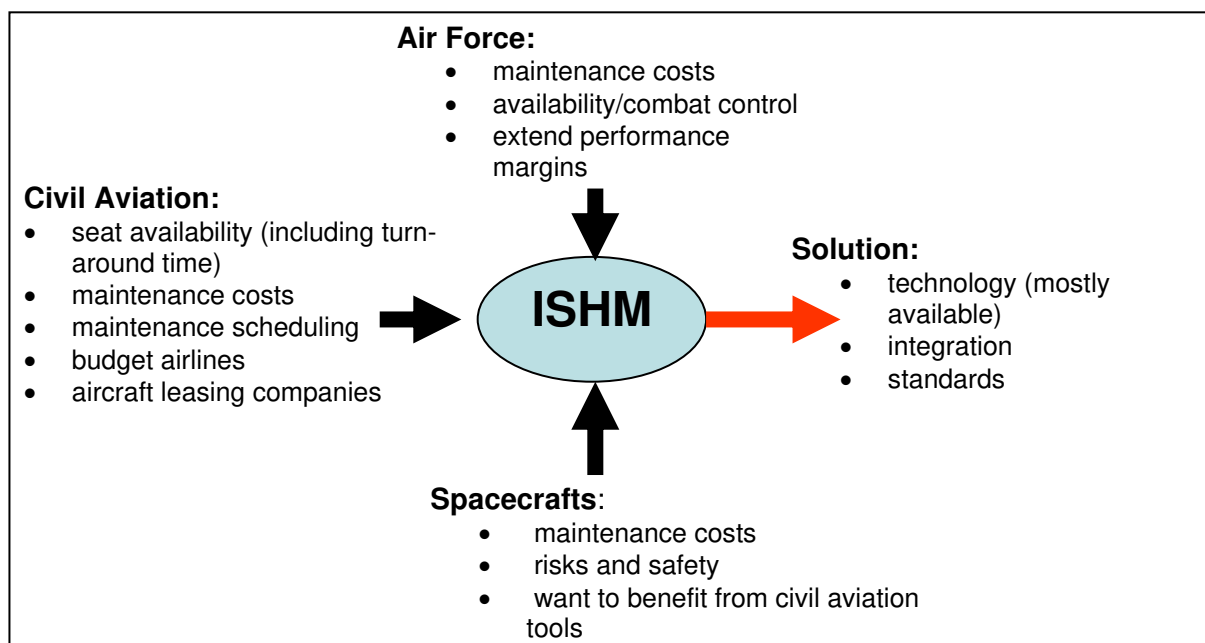 Air Force:
• maintenance costs
• availability/combat control
• extend performance
margins
Civil Aviation:
• seat availability (including turn-
around time)
• maintenance costs
• maintenance scheduling
• budget airlines
• aircraft leasing companies
ISHM
Solution:
• technology (mostly
available)
• integration
• standards
Spacecrafts:
• maintenance costs
• risks and safety
• want to benefit from civil aviation
tools